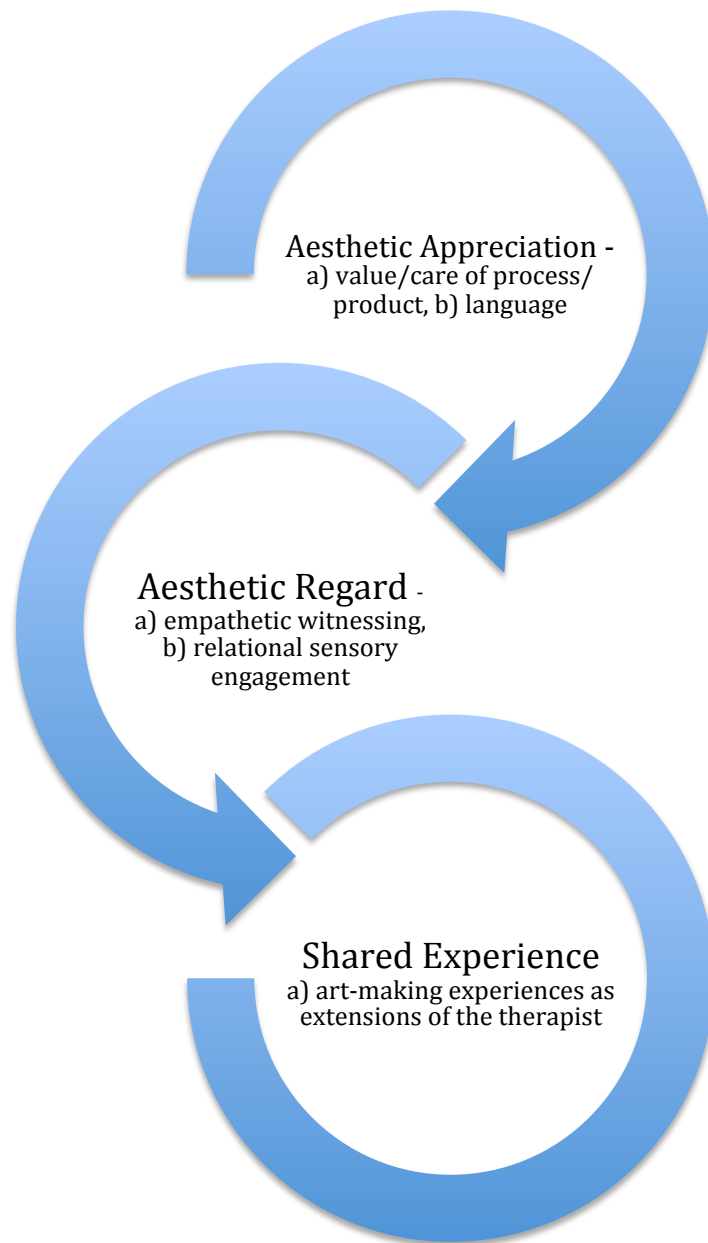 Aesthetic Appreciation -
a) value/care of process/
product, b) language
Aesthetic Regard -
a) empathetic witnessing,
b) relational sensory
engagement
Shared Experience
a) art-making experiences as
extensions of the therapist